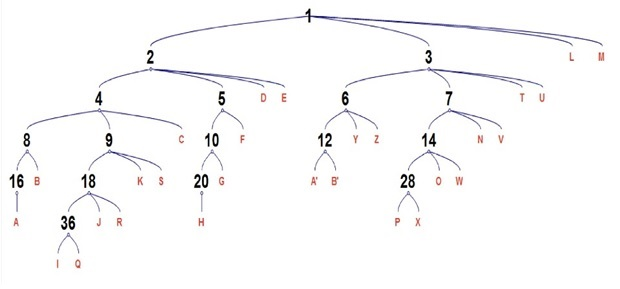 1
L M
2 3
4 5 D E 6 7 T U
8 9 C 10 F 12 Y Z 14 N V
16 B 18 K S 20 G A' B' 28 O W
A 36 J R H P X
I Q